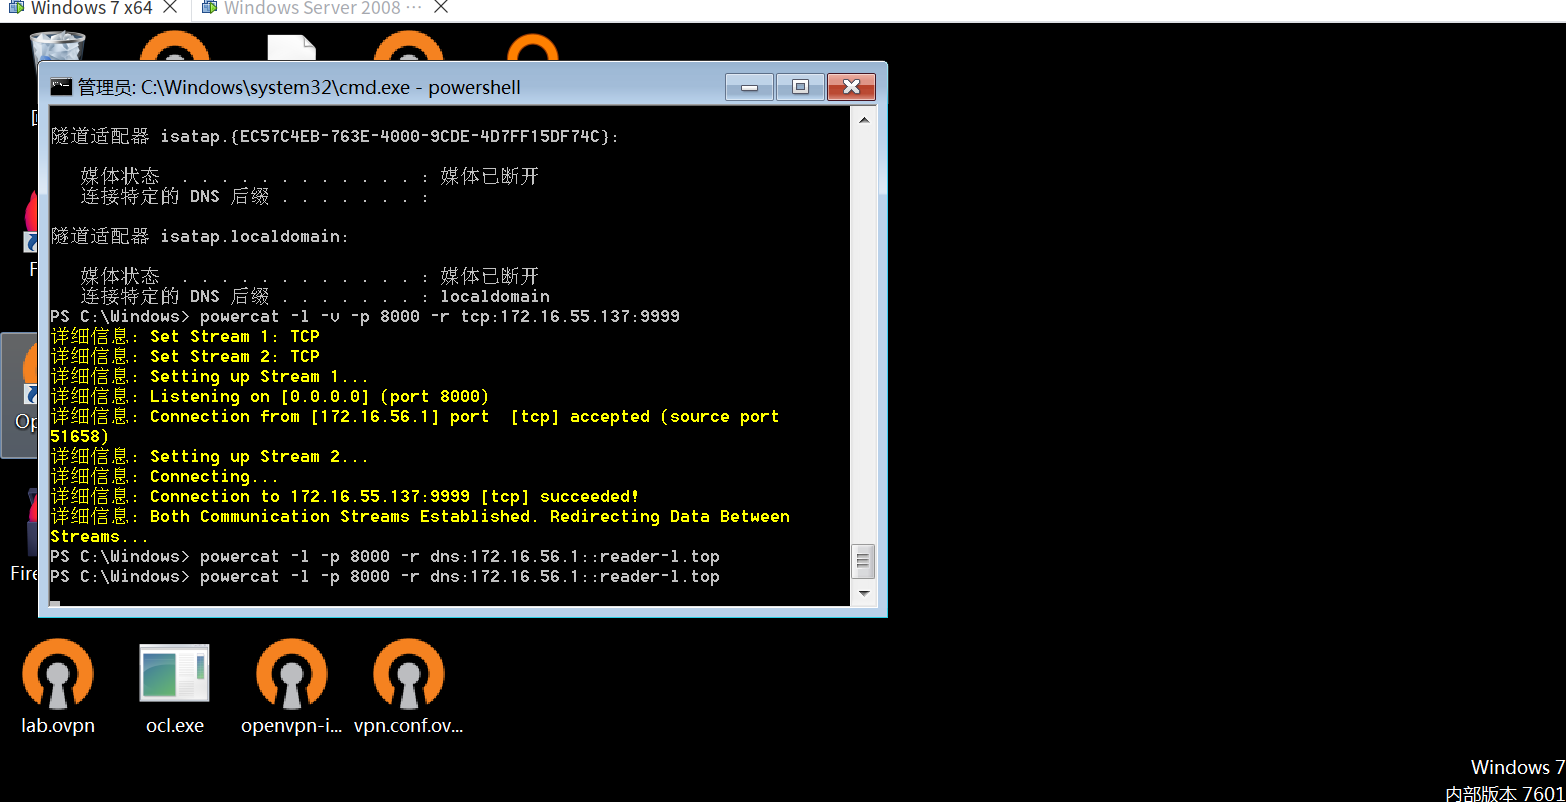 Windows 7 x64
Windows Server 2008 ···
管理员: C:\Windows\system32\cmd.exe - powershell
隧道适配器 isatap.{EC57C4EB-763E-4000-9CDE-4D7FF15DF74C}:
媒体状态 . . . . . . . . . . . . : 媒体已断开
连接特定的 DNS 后缀 . . . . . . . :
隧道适配器 isatap.localdomain:
媒体状态 . . . . . . . . . . . . : 媒体已断开
连接特定的 DNS 后缀 . . . . . . . : localdomain
PS C:\Windows> powercat -l -v -p 8000 -r tcp:172.16.55.137:9999
详细信息: Set Stream 1: TCP
详细信息: Set Stream 2: TCP
详细信息: Setting up Stream 1...
详细信息: Listening on [0.0.0.0] (port 8000)
详细信息: Connection from [172.16.56.1] port  [tcp] accepted (source port
51658)
详细信息: Setting up Stream 2...
详细信息: Connecting...
详细信息: Connection to 172.16.55.137:9999 [tcp] succeeded!
详细信息: Both Communication Streams Established. Redirecting Data Between
Streams...
PS C:\Windows> powercat -l -p 8000 -r dns:172.16.56.1::reader-l.top
PS C:\Windows> powercat -l -p 8000 -r dns:172.16.56.1::reader-l.top
F
Op
Fire
lab.ovpn
ocl.exe
openvpn-i...
vpn.conf.ov...
Windows 7
内部版本 7601